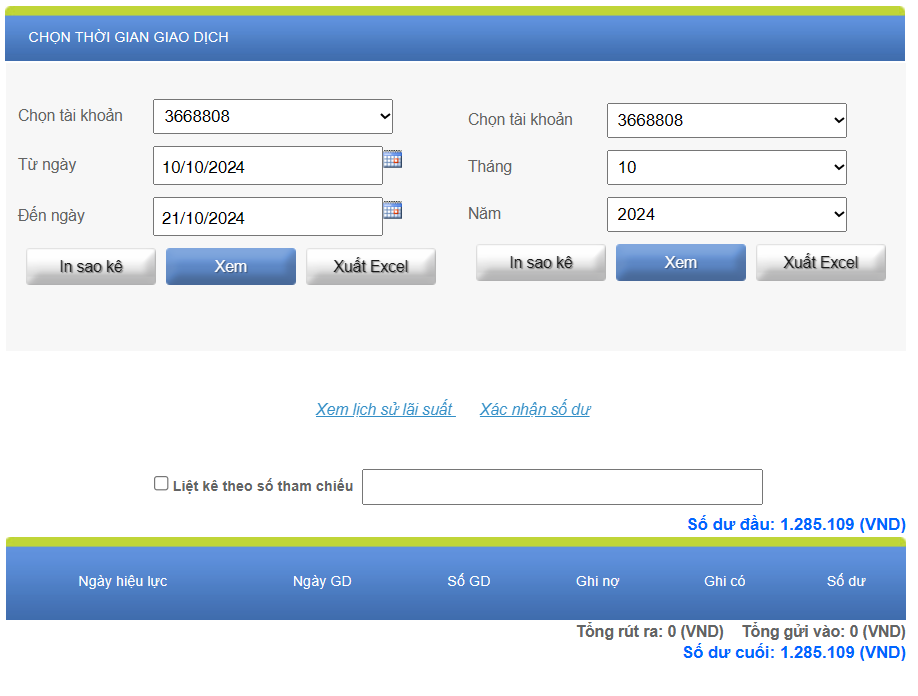 CHỌN THỜI GIAN GIAO DỊCH
Chọn tài khoản 3668808
Từ ngày 10/10/2024
Đến ngày 21/10/2024
In sao kê Xem Xuất Excel
Chọn tài khoản 3668808
Tháng 10
Năm 2024
In sao kê Xem Xuất Excel
Xem lịch sử lãi suất Xác nhận số dư
Liệt kê theo số tham chiếu
Số dư đầu: 1.285.109 (VND)
Ngày hiệu lực Ngày GD Số GD Ghi nợ Ghi có Số dư
Tổng rút ra: 0 (VND) Tổng gửi vào: 0 (VND)
Số dư cuối: 1.285.109 (VND)